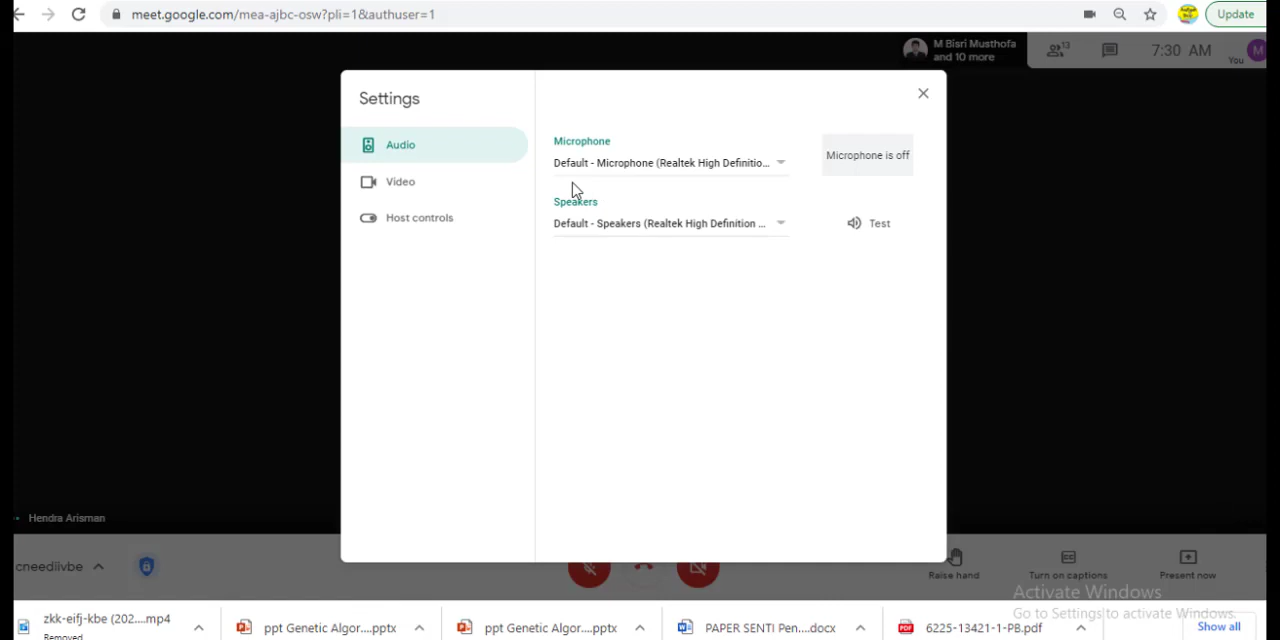 meet.google.com/mea-ajbc-osw?pli=1&authuser=1
Update
M Bisri Musthofa
and 10 more
13
7:30 AM
You
M
Settings
Audio
Video
Host controls
Microphone
Default - Microphone (Realtek High Definitio...
Microphone is off
Speakers
Default - Speakers (Realtek High Definition ...
Test
Hendra Arisman
cneedilvbe
Raise hand
Turn on captions
Present now
Activate Windows
Go to Settings to activate Windows.
zkk-eifj-kbe (202....mp4
Removed
ppt Genetic Algor....pptx
ppt Genetic Algor....pptx
PAPER SENTI Pen....docx
6225-13421-1-PB.pdf
Show all